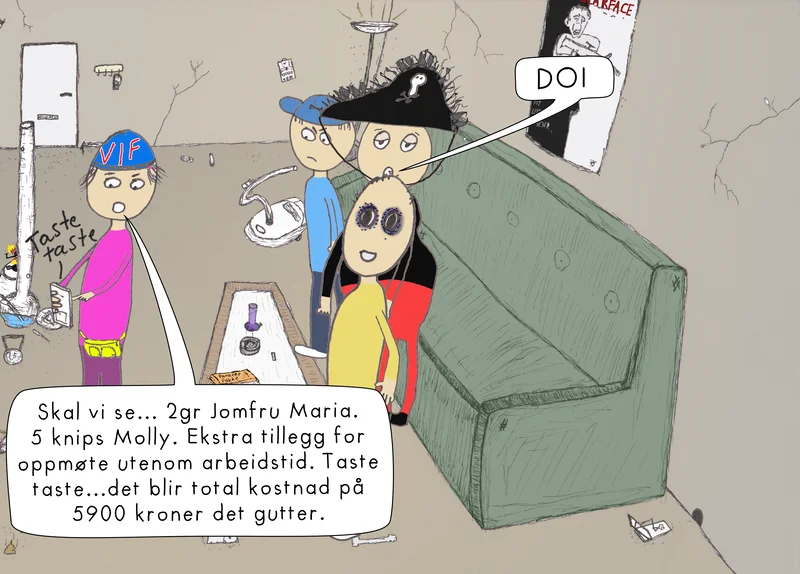 SCARFACE
DOI
VIF
Taste
taste
Skal vi se... 2gr Jomfru Maria.
5 knips Molly. Ekstra tillegg for
oppmøte utenom arbeidstid. Taste
taste...det blir total kostnad på
5900 kroner det gutter.